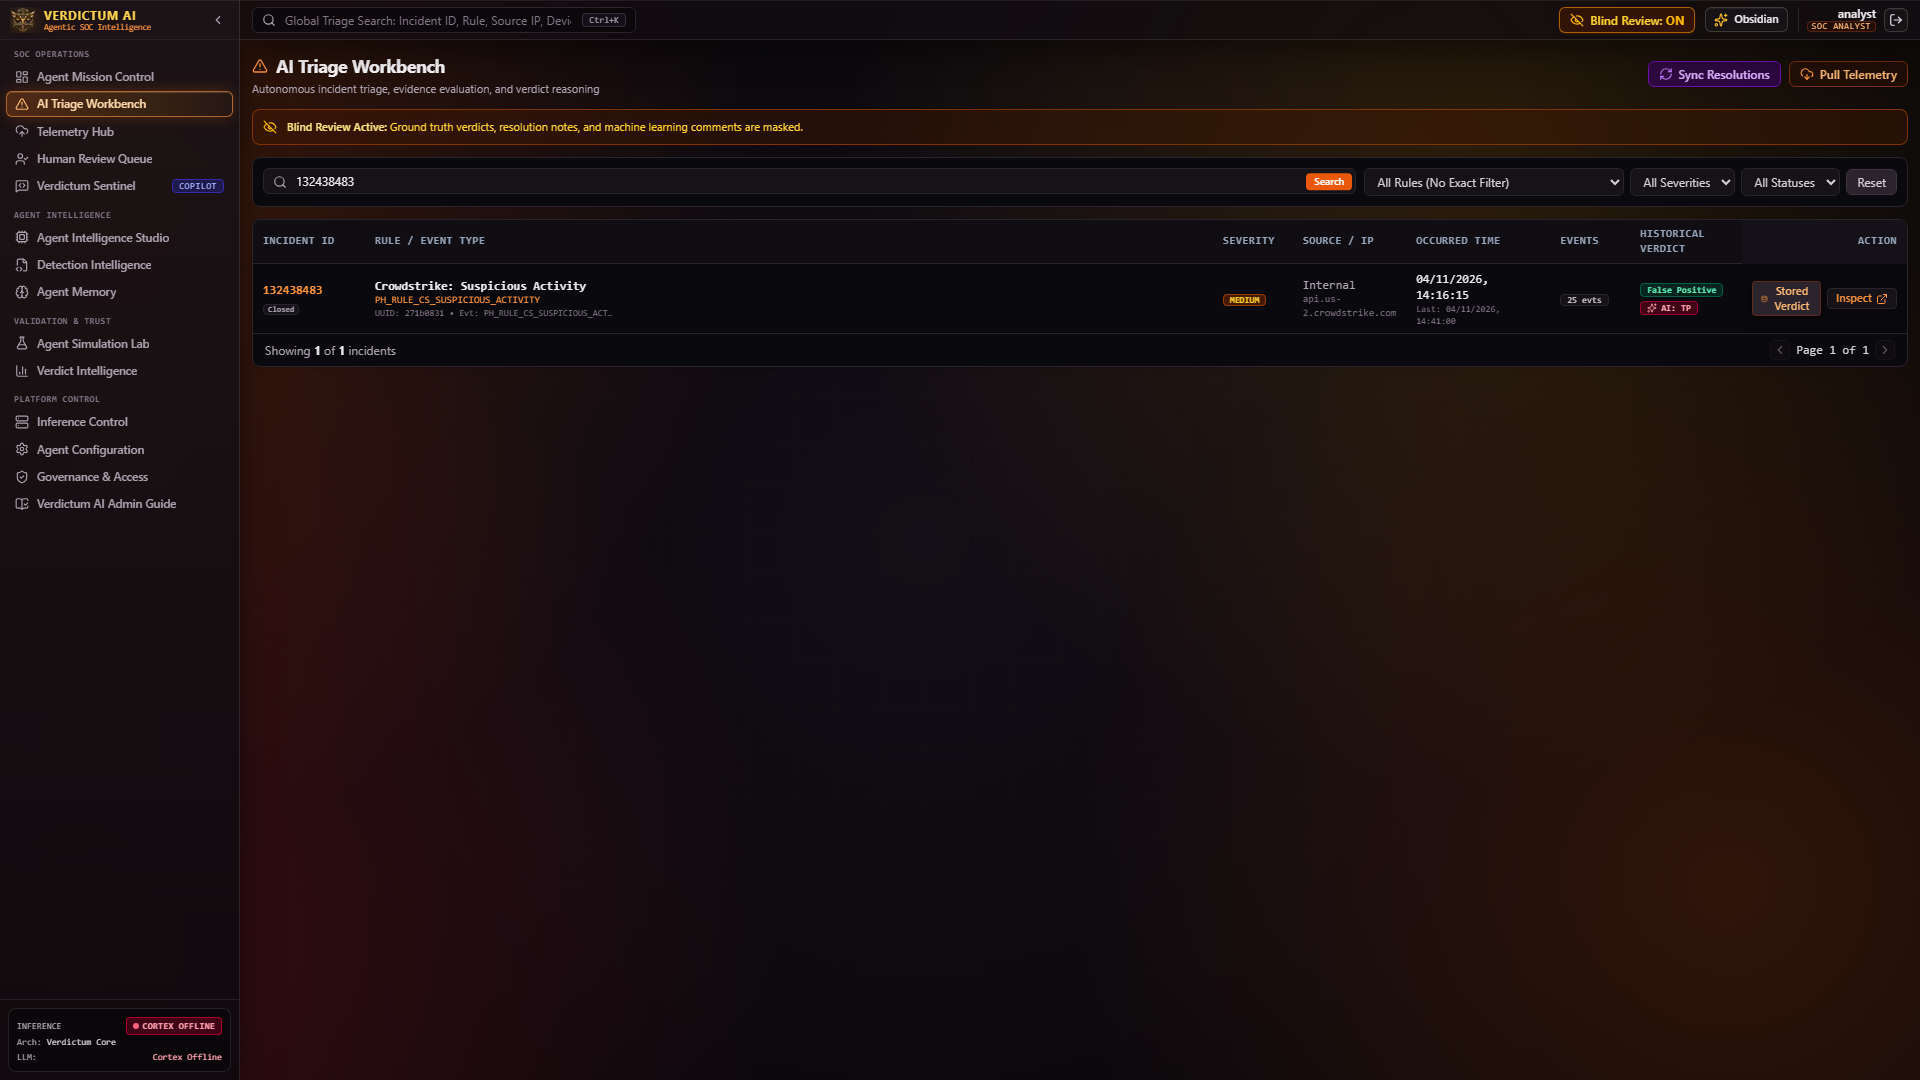 VERDICTUM AI
Agentic SOC Intelligence
SOC OPERATIONS
Agent Mission Control
AI Triage Workbench
Telemetry Hub
Human Review Queue
Verdictum Sentinel COPILOT
AGENT INTELLIGENCE
Agent Intelligence Studio
Detection Intelligence
Agent Memory
VALIDATION & TRUST
Agent Simulation Lab
Verdict Intelligence
PLATFORM CONTROL
Inference Control
Agent Configuration
Governance & Access
Verdictum AI Admin Guide
INFERENCE CORTEX OFFLINE
Arch: Verdictum Core
LLM: Cortex Offline
Global Triage Search: Incident ID, Rule, Source IP, Devi Ctrl+K
Blind Review: ON
Obsidian
analyst
SOC ANALYST
AI Triage Workbench
Autonomous incident triage, evidence evaluation, and verdict reasoning
Sync Resolutions
Pull Telemetry
Blind Review Active: Ground truth verdicts, resolution notes, and machine learning comments are masked.
132438483 Search
All Rules (No Exact Filter)
All Severities
All Statuses
Reset
INCIDENT ID RULE / EVENT TYPE SEVERITY SOURCE / IP OCCURRED TIME EVENTS HISTORICAL VERDICT ACTION
132438483
Closed
Crowdstrike: Suspicious Activity
PH_RULE_CS_SUSPICIOUS_ACTIVITY
UUID: 271b0831 • Evt: PH_RULE_CS_SUSPICIOUS_ACT…
MEDIUM
Internal
api.us-
2.crowdstrike.com
04/11/2026,
14:16:15
Last: 04/11/2026,
14:41:00
25 evts
False Positive
AI: TP
Stored
Verdict
Inspect
Showing 1 of 1 incidents
Page 1 of 1